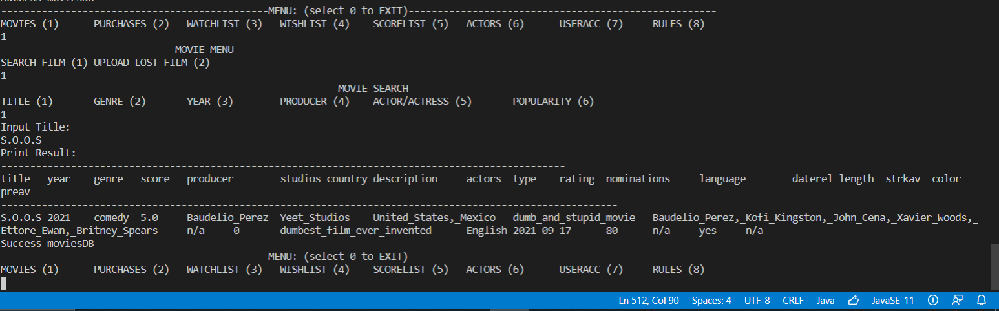 Success moviesDB
----------------------------------------------MENU: (select 0 to EXIT)-----------------------------------------------------
MOVIES (1) PURCHASES (2) WATCHLIST (3) WISHLIST (4) SCORELIST (5) ACTORS (6) USERACC (7) RULES (8)
1
------------------------------MOVIE MENU--------------------------------
SEARCH FILM (1) UPLOAD LOST FILM (2)
1
----------------------------------------------------------MOVIE SEARCH---------------------------------------------------------
TITLE (1) GENRE (2) YEAR (3) PRODUCER (4) ACTOR/ACTRESS (5) POPULARITY (6)
1
Input Title:
S.O.O.S
Print Result:
-------------------------------------------------------------------------------------------------
title year genre score producer studios country description actors type rating nominations language daterel length strkav color
preav
----------------------------------------------------------------------------------------------------------
S.O.O.S 2021 comedy 5.0 Baudelio_Perez Yeet_Studios United_States,_Mexico dumb_and_stupid_movie Baudelio_Perez,_Kofi_Kingston,_John_Cena,_Xavier_Woods,_
Ettore_Ewan,_Britney_Spears n/a 0 dumbest_film_ever_invented English 2021-09-17 80 n/a yes n/a
Success moviesDB
----------------------------------------------MENU: (select 0 to EXIT)-----------------------------------------------------
MOVIES (1) PURCHASES (2) WATCHLIST (3) WISHLIST (4) SCORELIST (5) ACTORS (6) USERACC (7) RULES (8)
Ln 512, Col 90 Spaces: 4 UTF-8 CRLF Java JavaSE-11